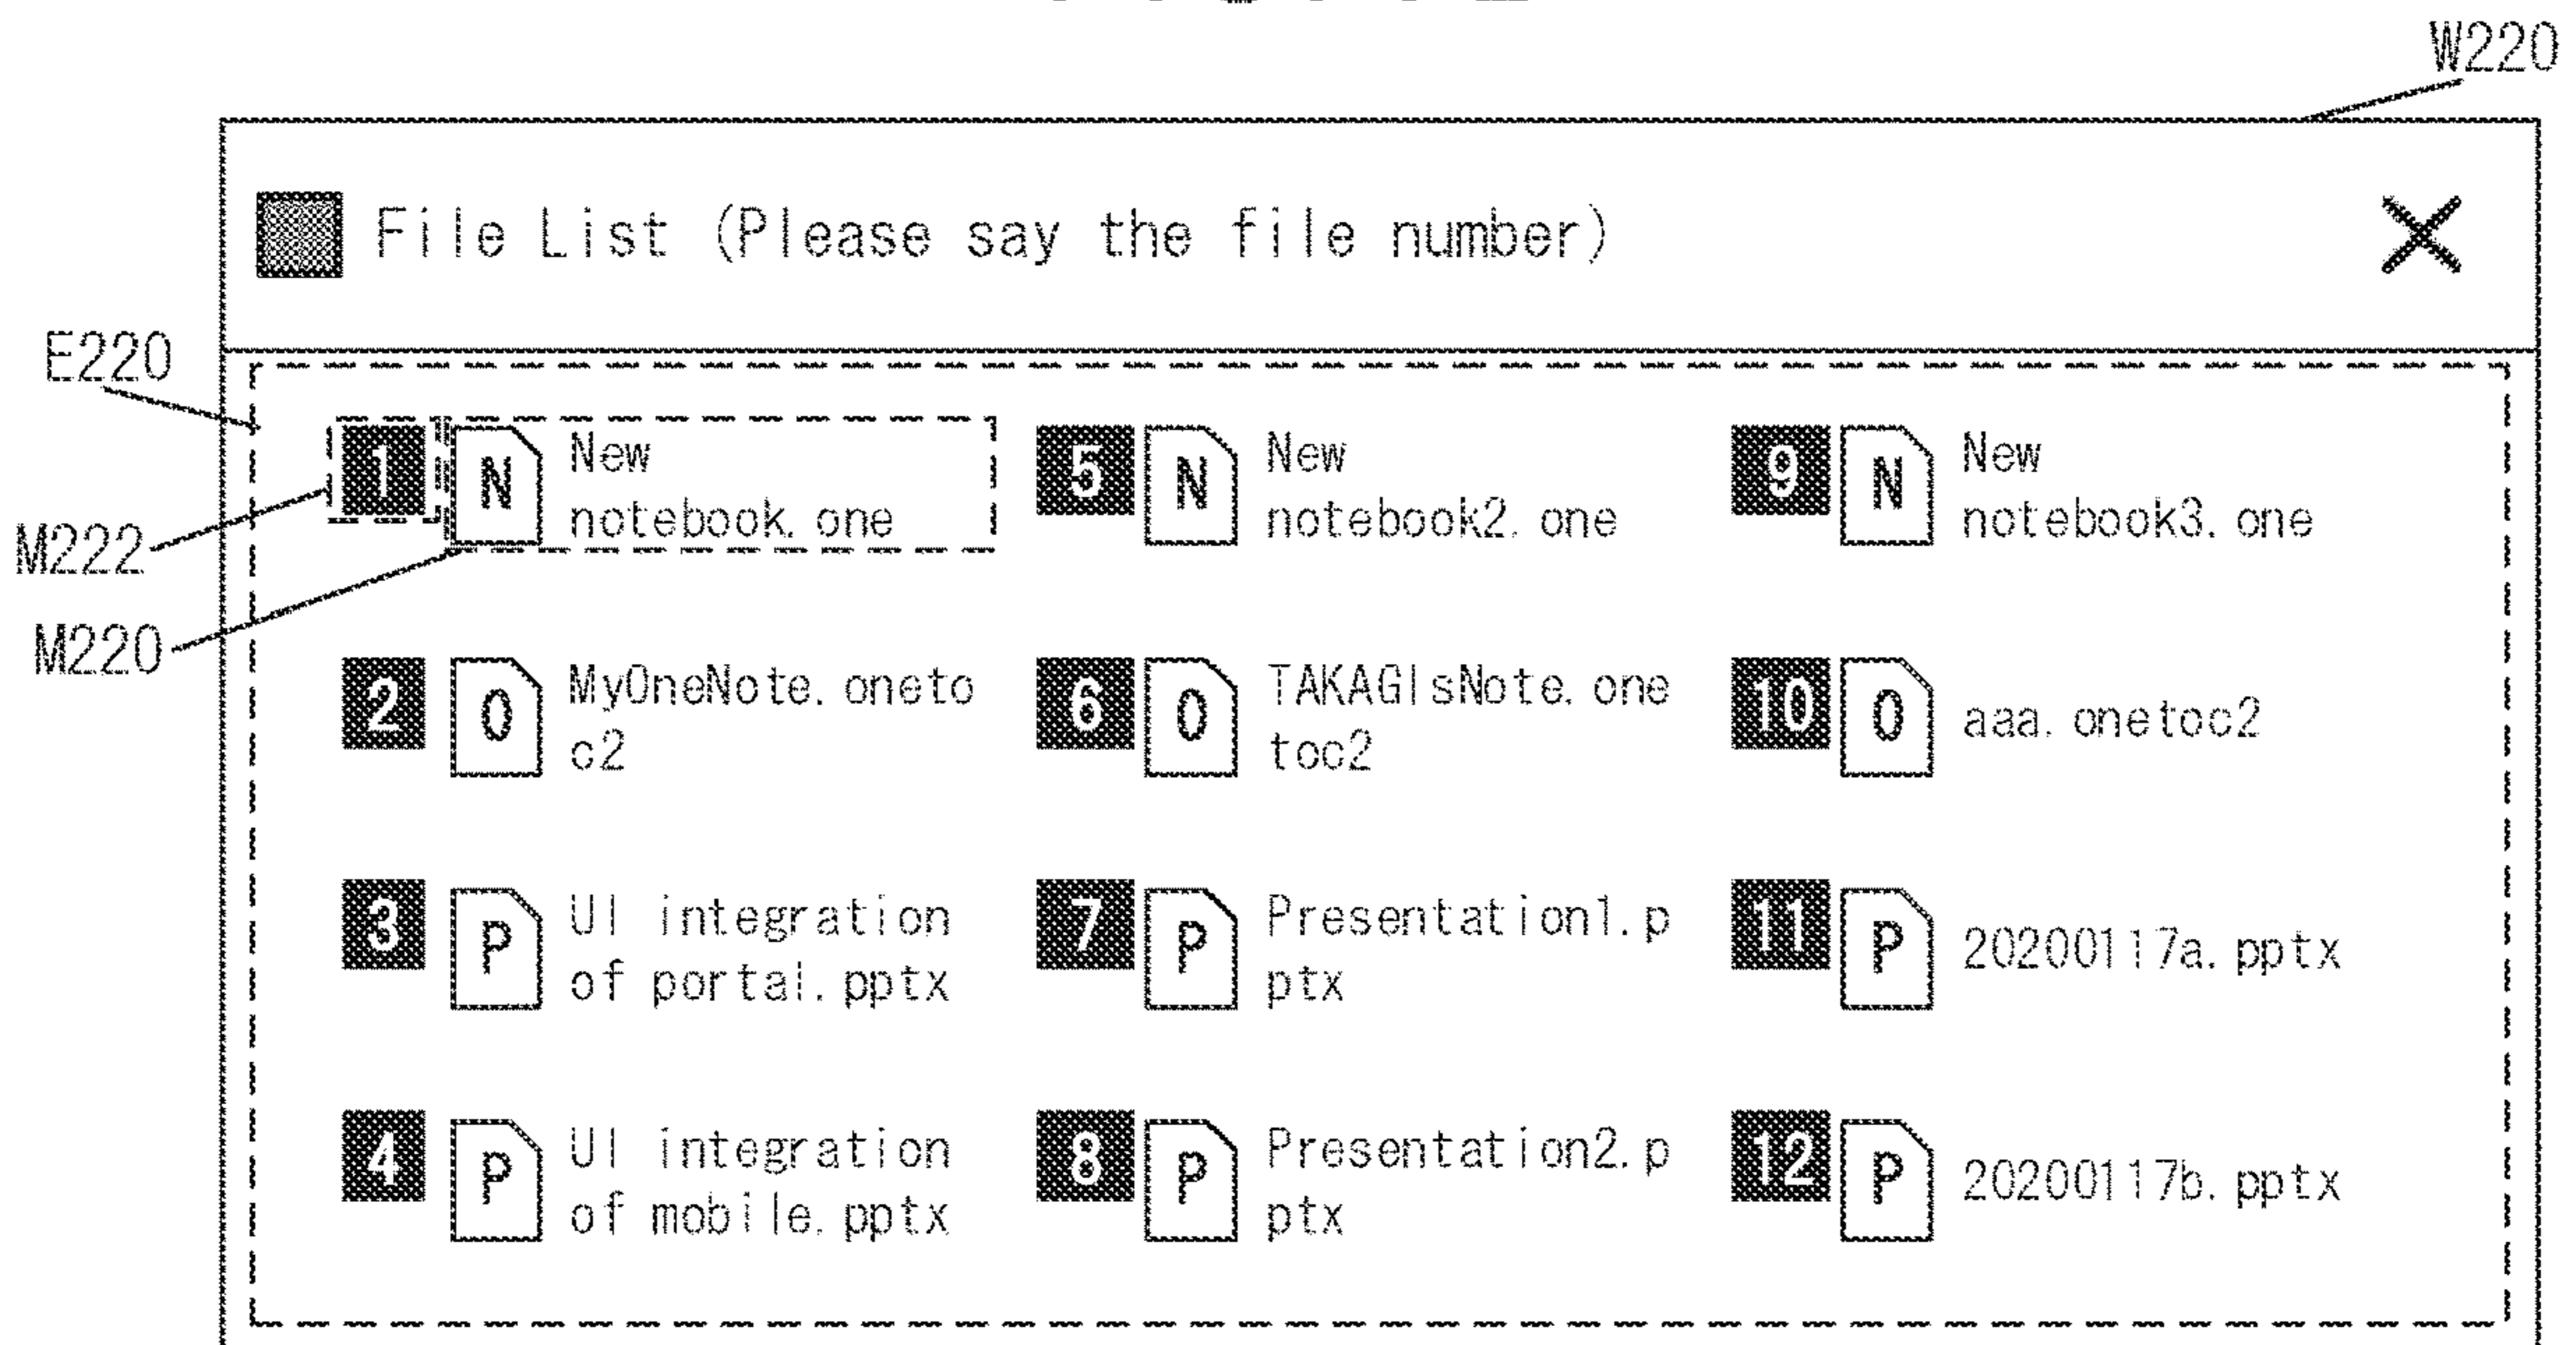 W220
File List (Please say the file number)
E220
M222
M220
1 N New
notebook.one
2 O MyOneNote.oneto
c2
3 P UI integration
of portal.pptx
4 P UI integration
of mobile.pptx
5 N New
notebook2.one
6 O TAKAGIsNote.one
toc2
7 P Presentation1.p
ptx
8 P Presentation2.p
ptx
9 N New
notebook3.one
10 O aaa.onetoc2
11 P 20200117a.pptx
12 P 20200117b.pptx